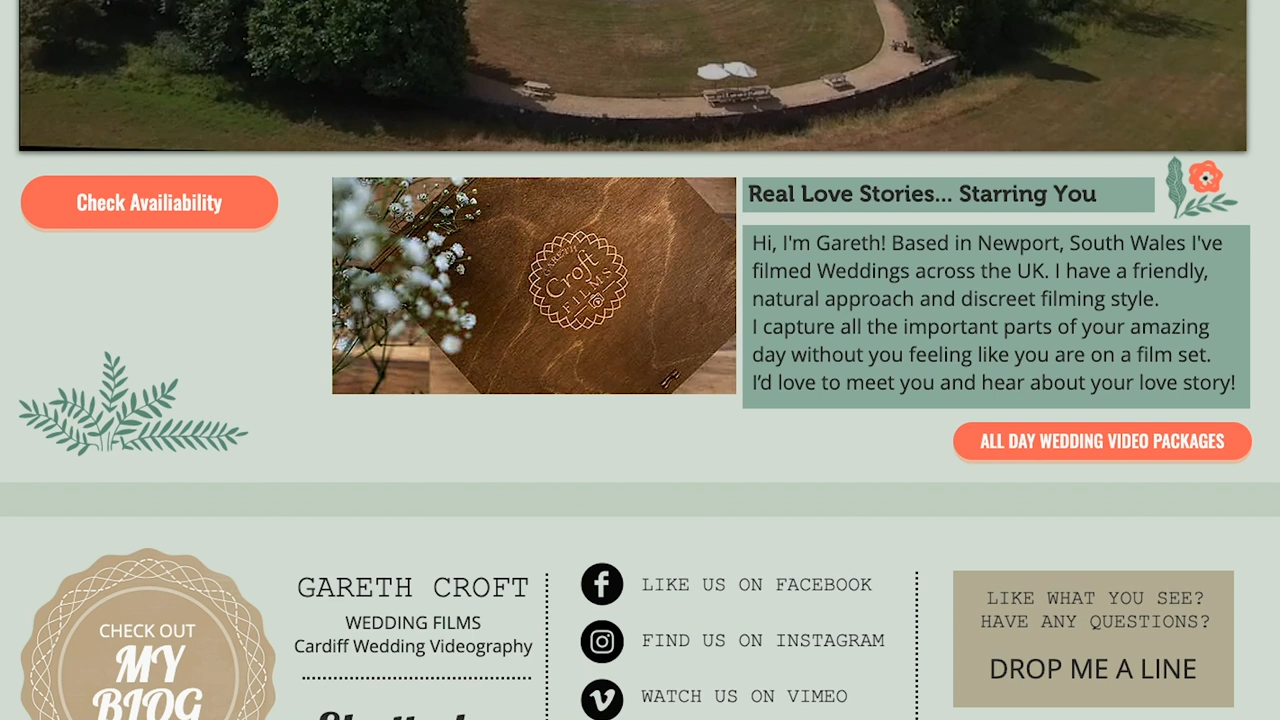 Check Availiability
GARETH
Croft
FILMS
Real Love Stories... Starring You
Hi, I'm Gareth! Based in Newport, South Wales I've
filmed Weddings across the UK. I have a friendly,
natural approach and discreet filming style.
I capture all the important parts of your amazing
day without you feeling like you are on a film set.
I'd love to meet you and hear about your love story!
ALL DAY WEDDING VIDEO PACKAGES
CHECK OUT
MY
BLOG
GARETH CROFT
WEDDING FILMS
Cardiff Wedding Videography
LIKE US ON FACEBOOK
FIND US ON INSTAGRAM
WATCH US ON VIMEO
LIKE WHAT YOU SEE?
HAVE ANY QUESTIONS?
DROP ME A LINE